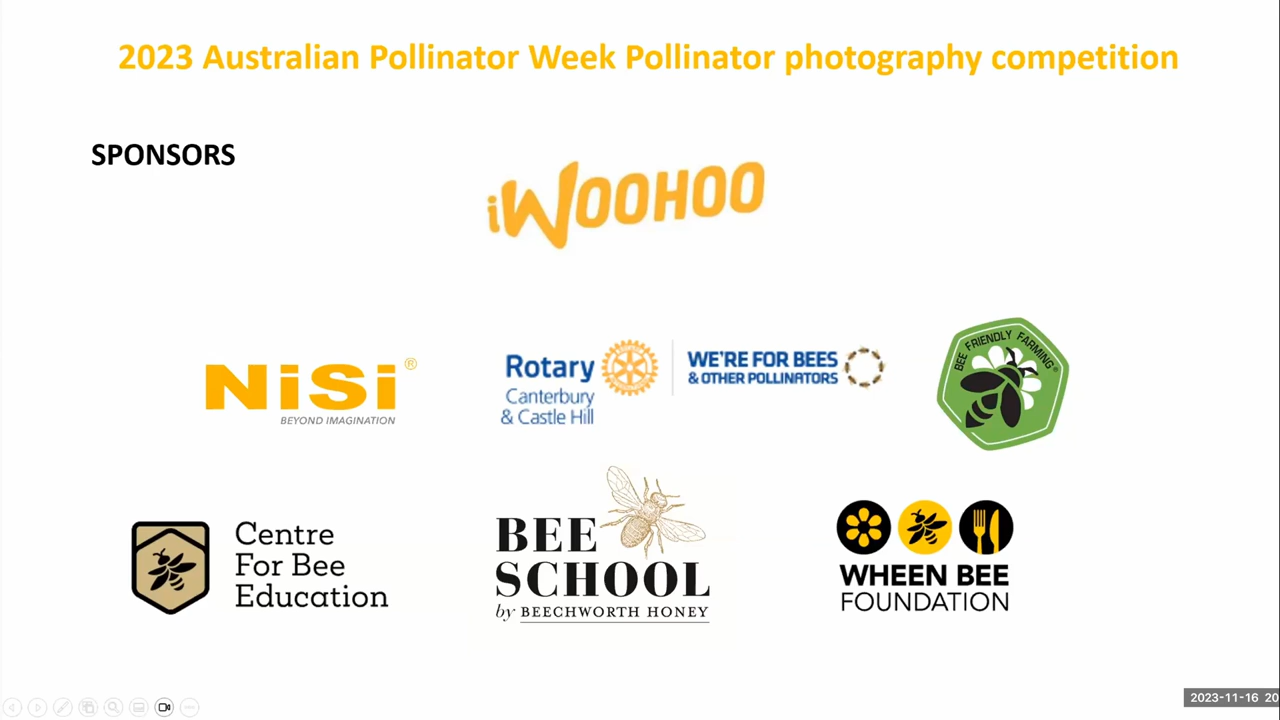 2023 Australian Pollinator Week Pollinator photography competition
SPONSORS
iWOOHOO
NiSi®
BEYOND IMAGINATION
Rotary
Canterbury
& Castle Hill
WE'RE FOR BEES
& OTHER POLLINATORS
BEE FRIENDLY FARMING®
Centre
For Bee
Education
BEE
SCHOOL
by BEECHWORTH HONEY
WHEEN BEE
FOUNDATION
2023-11-16 20